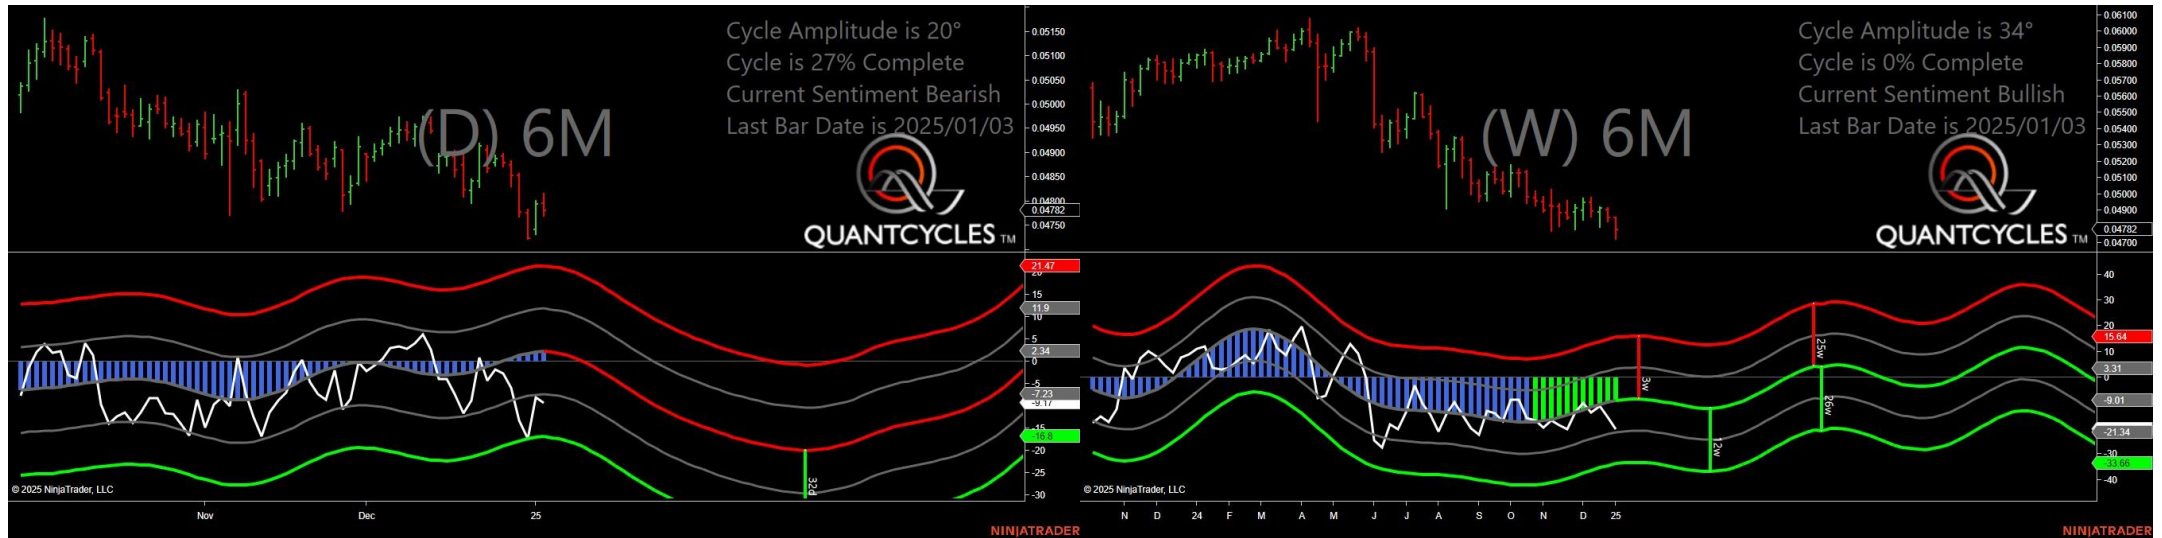 Cycle Amplitude is 20°
Cycle is 27% Complete
Current Sentiment Bearish
Last Bar Date is 2025/01/03
(D) 6M
QUANTCYCLES TM
0.05150
0.05100
0.05050
0.05000
0.04950
0.04900
0.04850
0.04800
0.04782
0.04750
21.47
20
15
11.9
10
5
2.34
0
-5
-7.23
-9.17
-15
-16.8
-20
-25
-30
32d
© 2025 NinjaTrader, LLC
Nov
Dec
25
NINJATRADER
Cycle Amplitude is 34°
Cycle is 0% Complete
Current Sentiment Bullish
Last Bar Date is 2025/01/03
(W) 6M
QUANTCYCLES TM
0.06100
0.06000
0.05900
0.05800
0.05700
0.05600
0.05500
0.05400
0.05300
0.05200
0.05100
0.05000
0.04900
0.04782
0.04700
40
30
20
15.64
10
3.31
0
-9.01
-21.34
-30
-33.66
-40
3w
12w
25w
26w
© 2025 NinjaTrader, LLC
N D 24 F M A M J J A S O N D 25
NINJATRADER